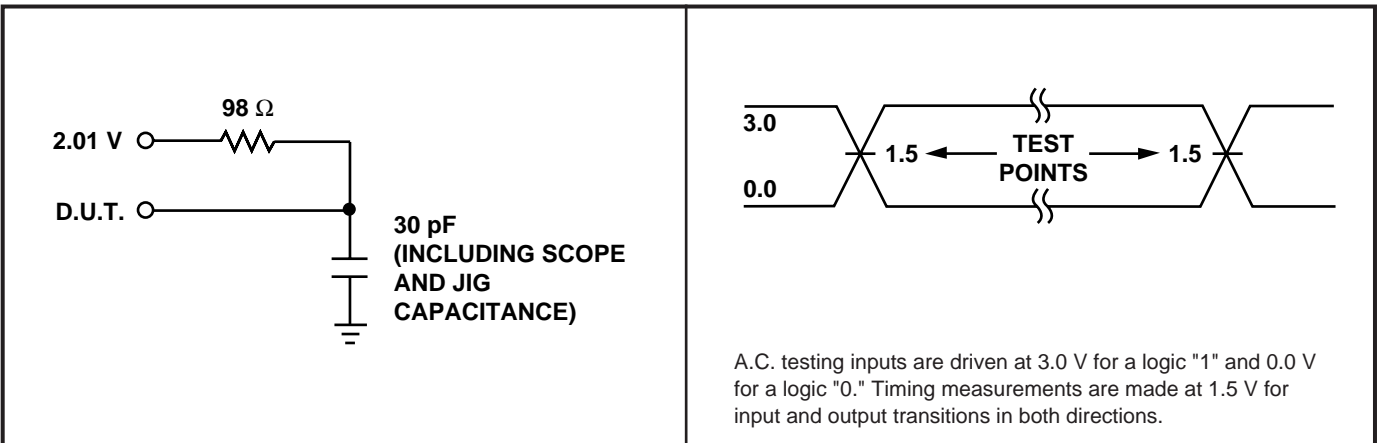 98 Ω
2.01 V
D.U.T.
30 pF
(INCLUDING SCOPE
AND JIG
CAPACITANCE)
3.0
0.0
1.5
TEST
POINTS
1.5
A.C. testing inputs are driven at 3.0 V for a logic "1" and 0.0 V
for a logic "0." Timing measurements are made at 1.5 V for
input and output transitions in both directions.